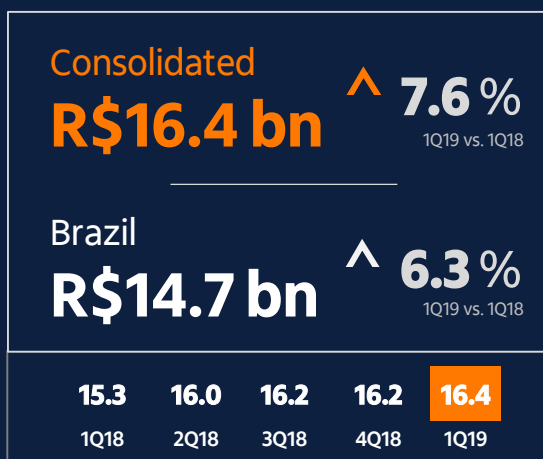 Consolidated
R$16.4 bn
7.6 %
1Q19 vs. 1Q18
Brazil
R$14.7 bn
6.3 %
1Q19 vs. 1Q18
15.3 16.0 16.2 16.2 16.4
1Q18 2Q18 3Q18 4Q18 1Q19